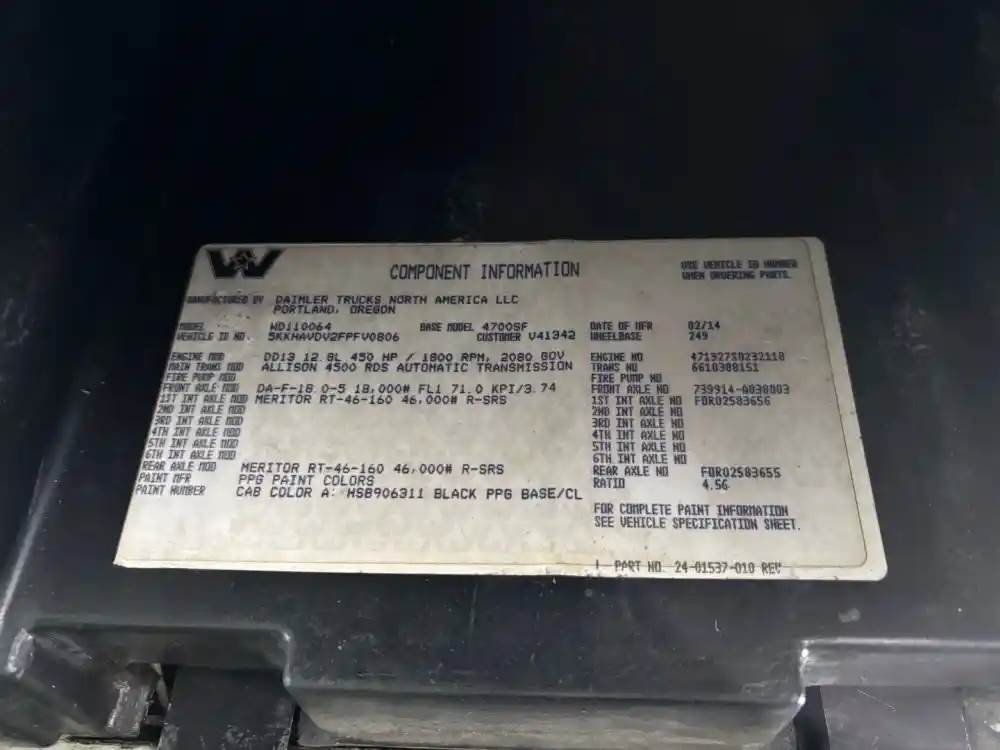 COMPONENT INFORMATION
USE VEHICLE ID NUMBER
WHEN ORDERING PARTS.
MANUFACTURED BY DAIMLER TRUCKS NORTH AMERICA LLC
PORTLAND, OREGON
MODEL WD110064 BASE MODEL 4700SF DATE OF MFR 02/14
VEHICLE ID NO. 5KKHAVDV2FPFV0806 CUSTOMER V41342 WHEELBASE 249
ENGINE MOD DD13 12.8L 450 HP / 1800 RPM, 2080 GOV ENGINE NO 471927S0232118
MAIN TRANS MOD ALLISON 4500 RDS AUTOMATIC TRANSMISSION TRANS NO 6610308151
FIRE PUMP MOD FIRE PUMP NO
FRONT AXLE MOD DA-F-18.0-5 18,000# FL1 71.0 KPI/3.74 FRONT AXLE NO 739914-A038003
1ST INT AXLE MOD MERITOR RT-46-160 46,000# R-SRS 1ST INT AXLE NO FDR02583656
2ND INT AXLE MOD 2ND INT AXLE NO
3RD INT AXLE MOD 3RD INT AXLE NO
4TH INT AXLE MOD 4TH INT AXLE NO
5TH INT AXLE MOD 5TH INT AXLE NO
6TH INT AXLE MOD 6TH INT AXLE NO
REAR AXLE MOD MERITOR RT-46-160 46,000# R-SRS REAR AXLE NO FDR02583655
PAINT MFR PPG PAINT COLORS RATIO 4.56
PAINT NUMBER CAB COLOR A: HSB906311 BLACK PPG BASE/CL
FOR COMPLETE PAINT INFORMATION
SEE VEHICLE SPECIFICATION SHEET.
PART NO. 24-01537-010 REV